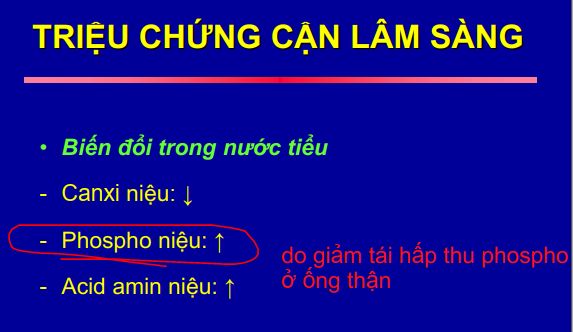 TRIỆU CHỨNG CẬN LÂM SÀNG
• Biến đổi trong nước tiểu
- Canxi niệu: ↓
- Phospho niệu: ↑
do giảm tái hấp thu phospho
ở ống thận
- Acid amin niệu: ↑